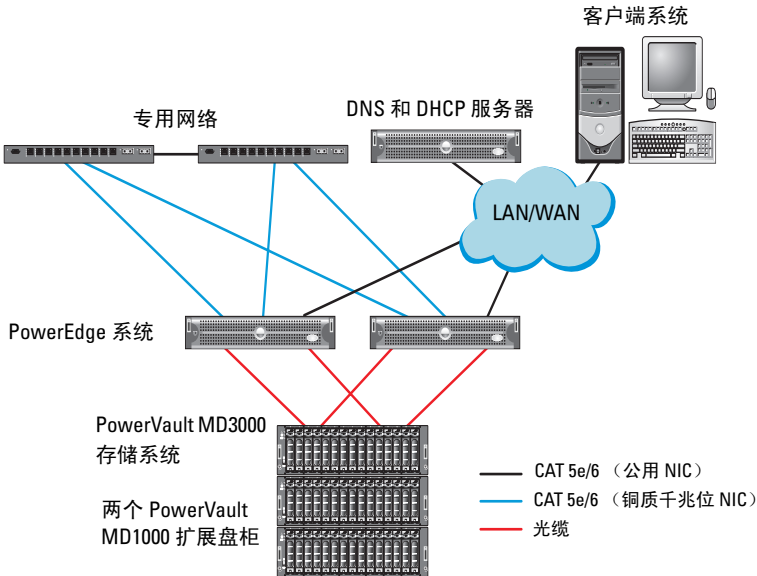 客户端系统
专用网络
DNS 和 DHCP 服务器
LAN/WAN
PowerEdge 系统
PowerVault MD3000
存储系统
两个 PowerVault
MD1000 扩展盘柜
CAT 5e/6 （公用 NIC）
CAT 5e/6 （铜质千兆位 NIC）
光缆